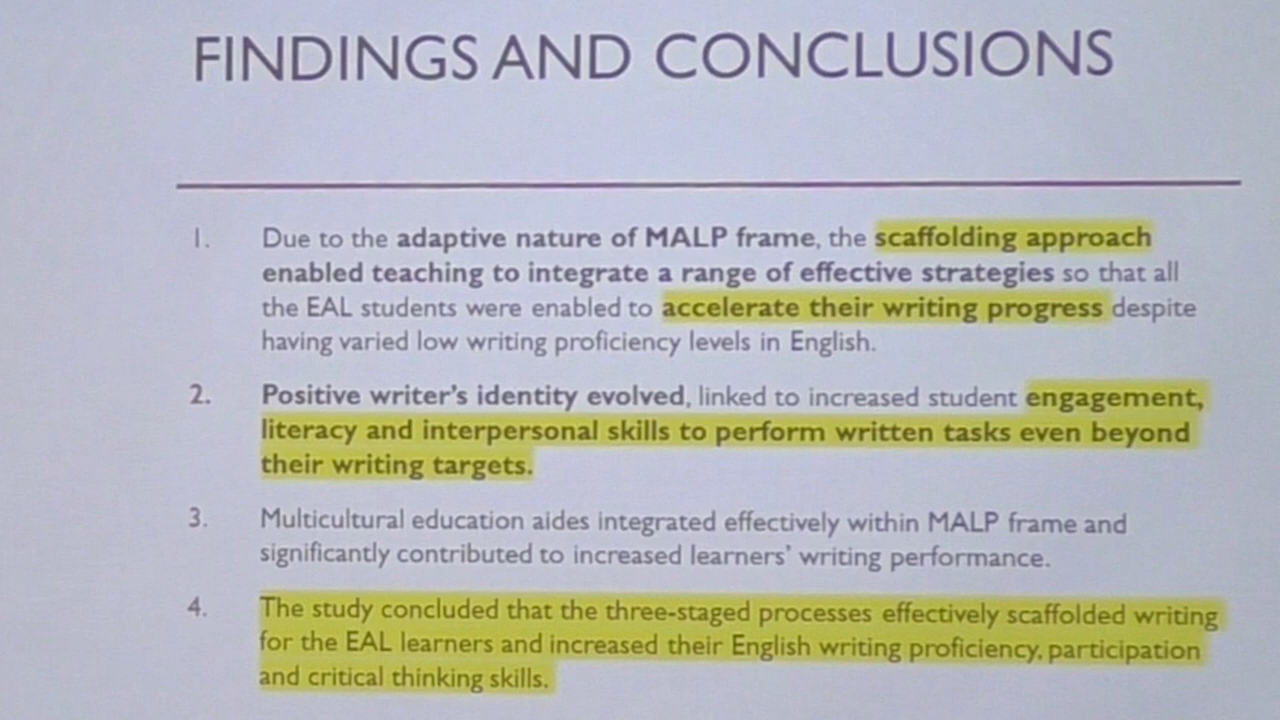 FINDINGS AND CONCLUSIONS
1. Due to the adaptive nature of MALP frame, the scaffolding approach
enabled teaching to integrate a range of effective strategies so that all
the EAL students were enabled to accelerate their writing progress despite
having varied low writing proficiency levels in English.
2. Positive writer's identity evolved, linked to increased student engagement,
literacy and interpersonal skills to perform written tasks even beyond
their writing targets.
3. Multicultural education aides integrated effectively within MALP frame and
significantly contributed to increased learners' writing performance.
4. The study concluded that the three-staged processes effectively scaffolded writing
for the EAL learners and increased their English writing proficiency, participation
and critical thinking skills.